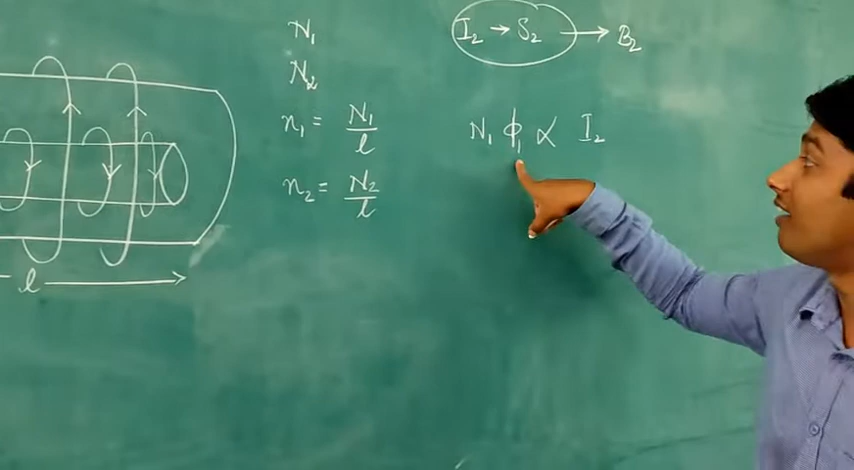 N₁
N₂
n₁ = N₁/l
n₂ = N₂/l
I₂ → S₂ → B₂
N₁ ϕ₁ ∝ I₂
l